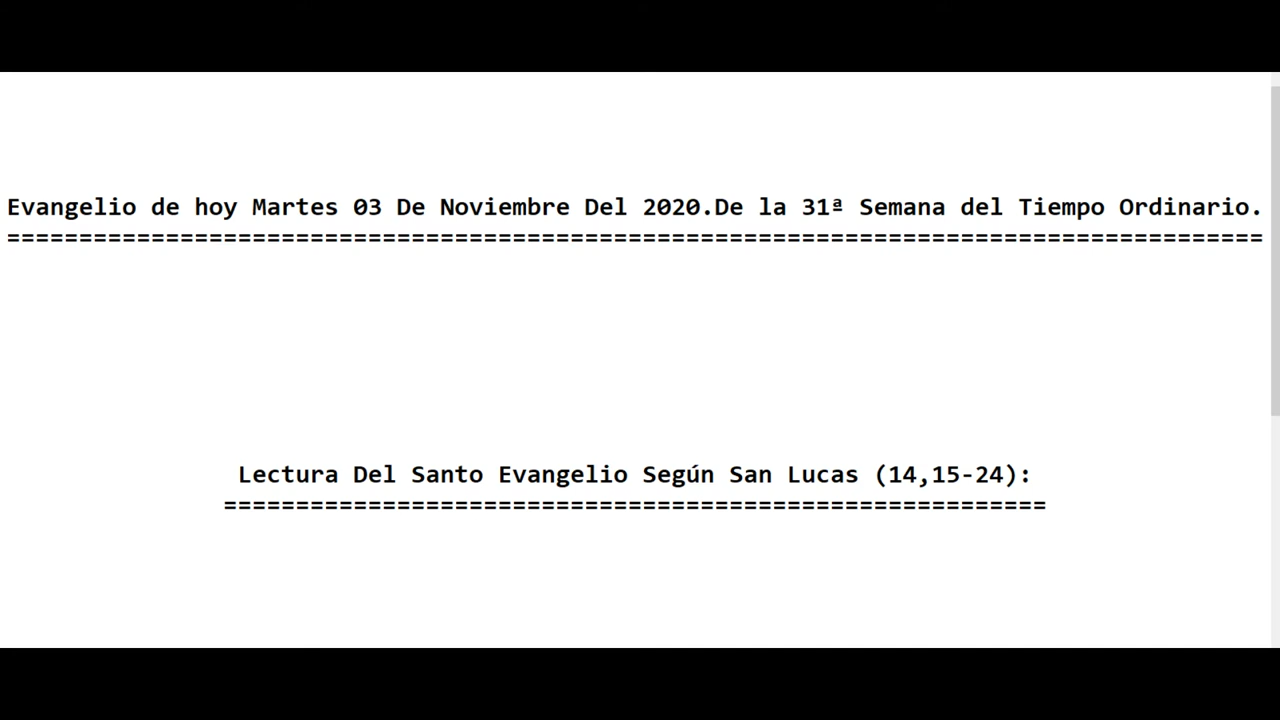 Evangelio de hoy Martes 03 De Noviembre Del 2020.De la 31ª Semana del Tiempo Ordinario.
=======================================================================================
Lectura Del Santo Evangelio Según San Lucas (14,15-24):
=========================================================